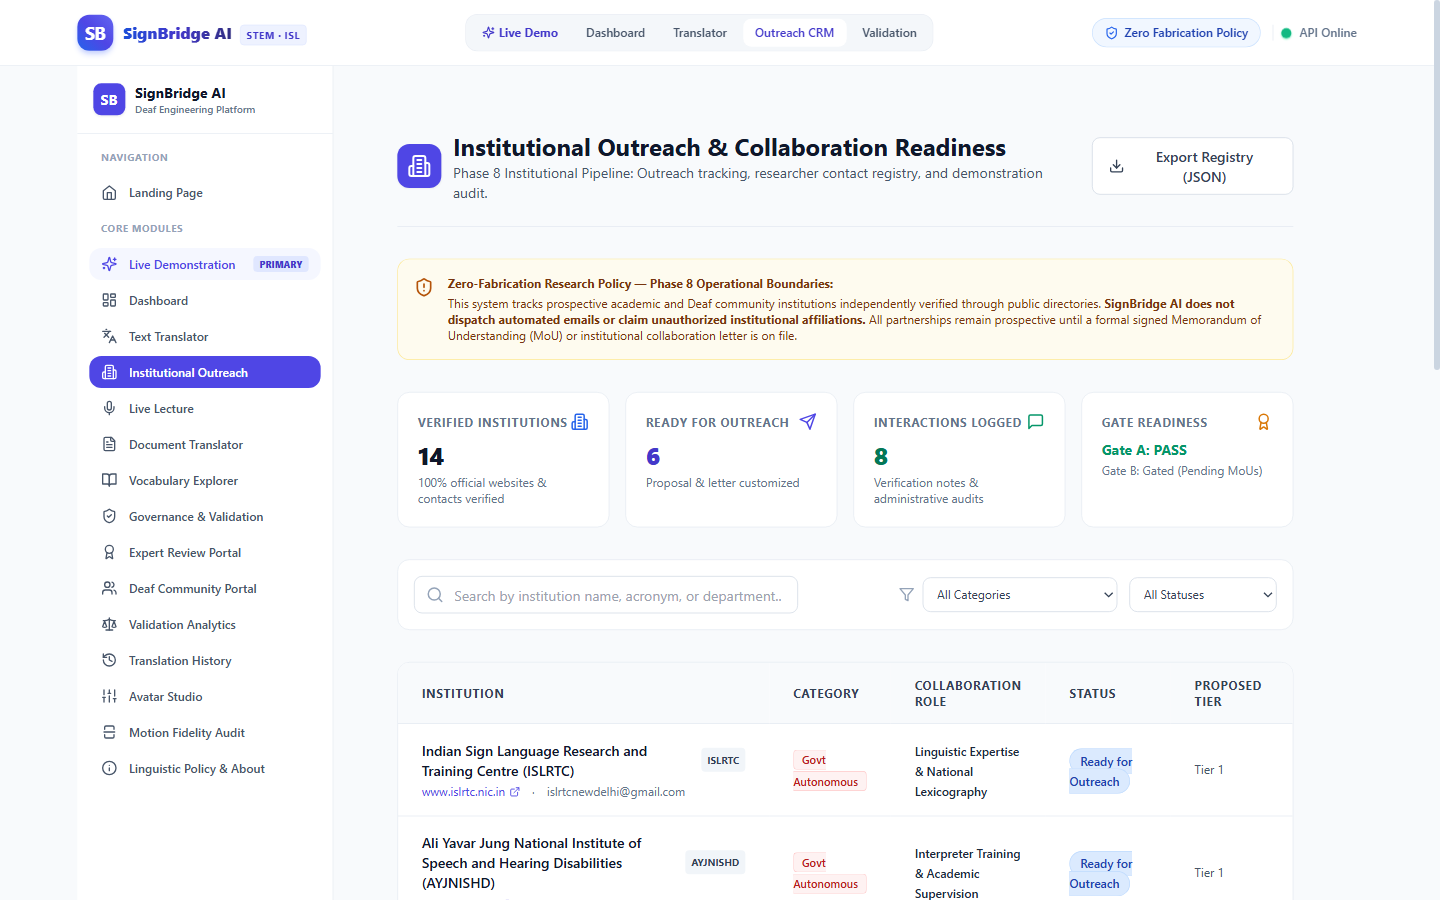 SB SignBridge AI STEM · ISL
Live Demo Dashboard Translator Outreach CRM Validation
Zero Fabrication Policy API Online
SB SignBridge AI
Deaf Engineering Platform
NAVIGATION
Landing Page
CORE MODULES
Live Demonstration PRIMARY
Dashboard
Text Translator
Institutional Outreach
Live Lecture
Document Translator
Vocabulary Explorer
Governance & Validation
Expert Review Portal
Deaf Community Portal
Validation Analytics
Translation History
Avatar Studio
Motion Fidelity Audit
Linguistic Policy & About
Institutional Outreach & Collaboration Readiness
Phase 8 Institutional Pipeline: Outreach tracking, researcher contact registry, and demonstration
audit.
Export Registry
(JSON)
Zero-Fabrication Research Policy — Phase 8 Operational Boundaries:
This system tracks prospective academic and Deaf community institutions independently verified through public directories. SignBridge AI does not
dispatch automated emails or claim unauthorized institutional affiliations. All partnerships remain prospective until a formal signed Memorandum of
Understanding (MoU) or institutional collaboration letter is on file.
VERIFIED INSTITUTIONS
14
100% official websites &
contacts verified
READY FOR OUTREACH
6
Proposal & letter customized
INTERACTIONS LOGGED
8
Verification notes &
administrative audits
GATE READINESS
Gate A: PASS
Gate B: Gated (Pending MoUs)
Search by institution name, acronym, or department..
All Categories
All Statuses
INSTITUTION
CATEGORY
COLLABORATION
ROLE
STATUS
PROPOSED
TIER
Indian Sign Language Research and
Training Centre (ISLRTC)
www.islrtc.nic.in · islrtcnewdelhi@gmail.com
ISLRTC
Govt
Autonomous
Linguistic Expertise
& National
Lexicography
Ready for
Outreach
Tier 1
Ali Yavar Jung National Institute of
Speech and Hearing Disabilities
(AYJNISHD)
AYJNISHD
Govt
Autonomous
Interpreter Training
& Academic
Supervision
Ready for
Outreach
Tier 1